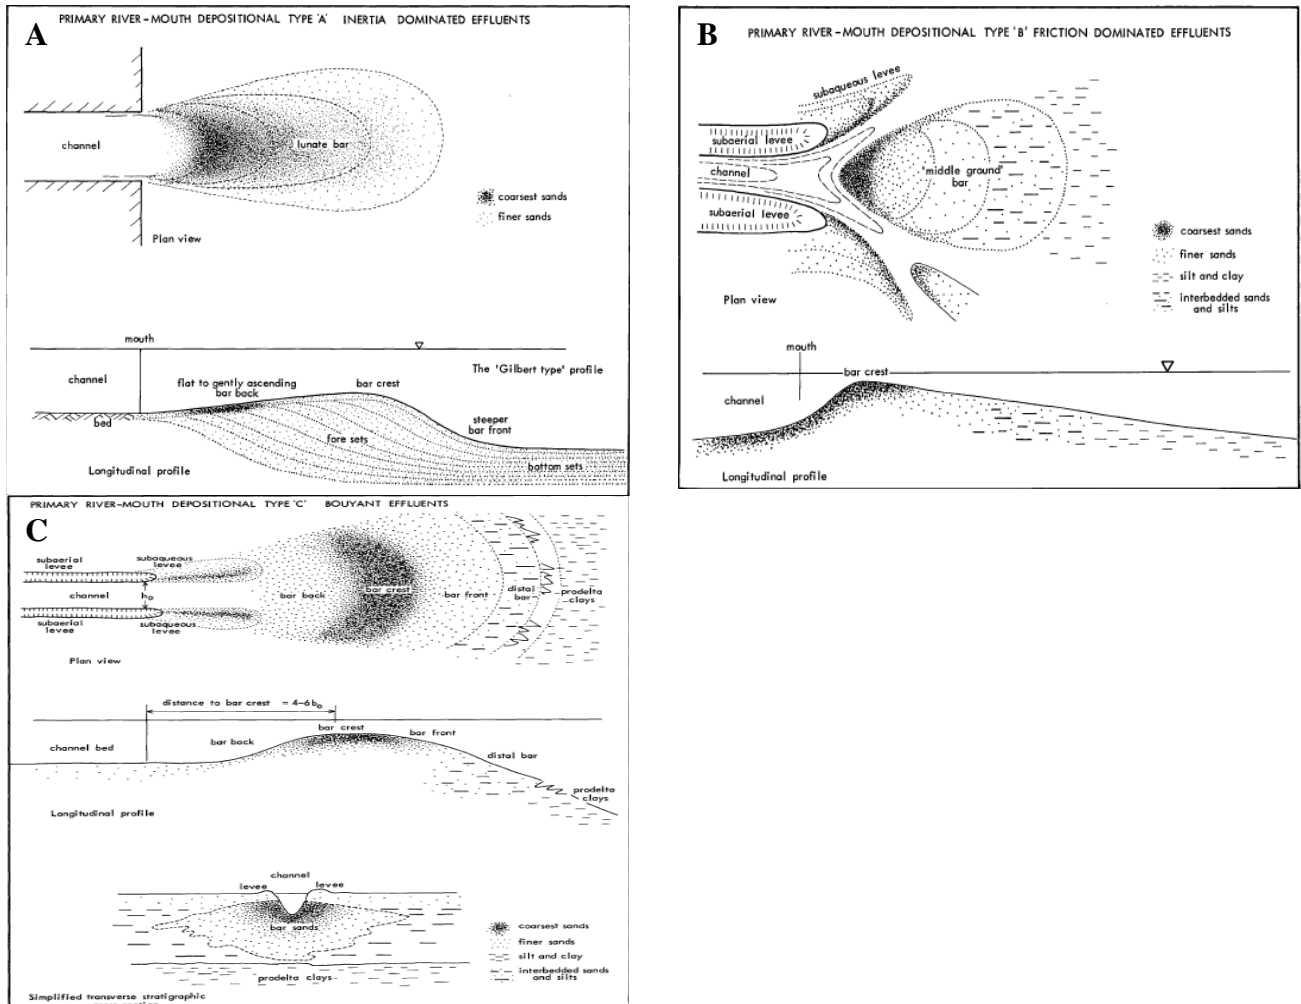 A
PRIMARY RIVER-MOUTH DEPOSITIONAL TYPE 'A' INERTIA DOMINATED EFFLUENTS
channel
lunate bar
coarsest sands
finer sands
Plan view
mouth
The 'Gilbert type' profile
channel
flat to gently ascending
bar back
bar crest
bed
steeper
bar front
fore sets
bottom sets
Longitudinal profile
B
PRIMARY RIVER-MOUTH DEPOSITIONAL TYPE 'B' FRICTION DOMINATED EFFLUENTS
subaqueous levee
subaerial levee
channel
"middle ground"
bar
subaerial levee
coarsest sands
finer sands
silt and clay
interbedded sands
and silts
Plan view
mouth
bar crest
channel
Longitudinal profile
PRIMARY RIVER-MOUTH DEPOSITIONAL TYPE 'C' BOUYANT EFFLUENTS
C
subaerial
levee
subaqueous
levee
channel
bo
bar back
bar crest
bar front
distal
bar
prodelta
clays
subaerial
levee
subaqueous
levee
Plan view
distance to bar crest = 4-6bo
bar crest
channel bed
bar back
bar front
distal bar
prodelta
clays
Longitudinal profile
channel
levee
levee
bar sands
coarsest sands
finer sands
silt and clay
interbedded sands
and silts
prodelta clays
Simplified transverse stratigraphic